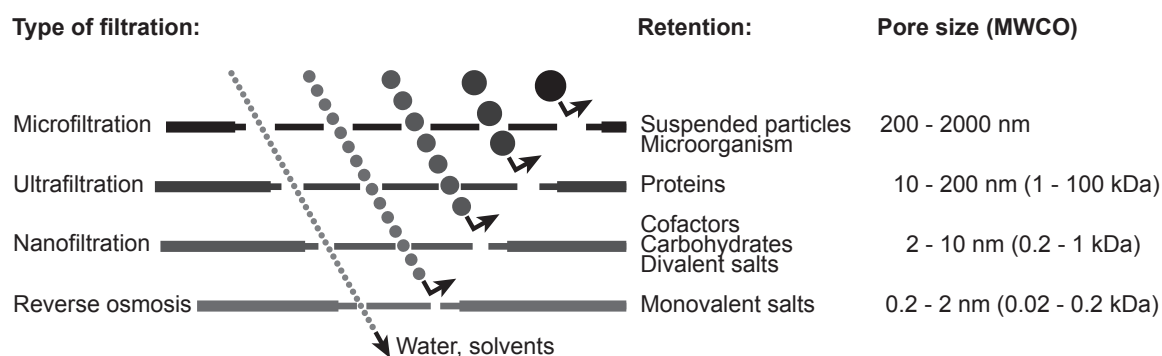 Type of filtration: Retention: Pore size (MWCO)
Microfiltration Suspended particles 200 - 2000 nm
Microorganism
Ultrafiltration Proteins 10 - 200 nm (1 - 100 kDa)
Cofactors
Nanofiltration Carbohydrates 2 - 10 nm (0.2 - 1 kDa)
Divalent salts
Reverse osmosis Monovalent salts 0.2 - 2 nm (0.02 - 0.2 kDa)
Water, solvents